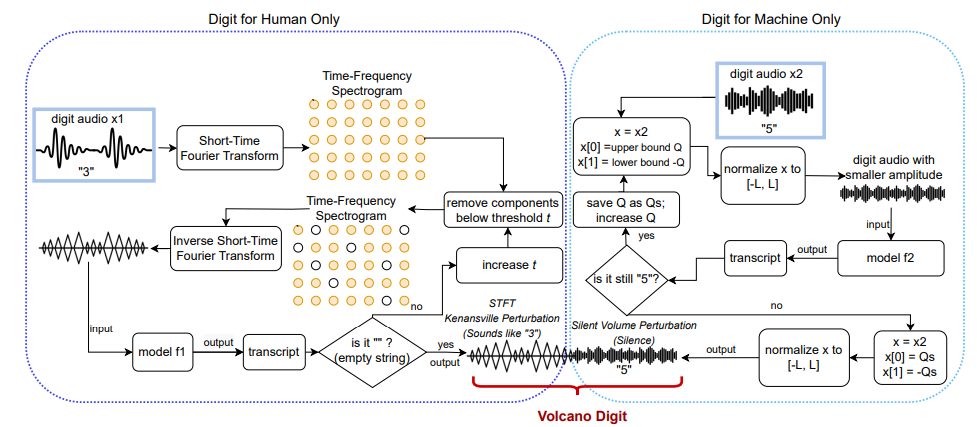 Digit for Human Only
Digit for Machine Only
digit audio x1
"3"
Short-Time
Fourier Transform
Time-Frequency
Spectrogram
remove components
below threshold t
Time-Frequency
Spectrogram
Inverse Short-Time
Fourier Transform
increase t
no
input
model f1
output
transcript
is it "" ?
(empty string)
yes
output
STFT
Kenansville Perturbation
(Sounds like "3")
digit audio x2
"5"
x = x2
x[0] =upper bound Q
x[1] = lower bound -Q
normalize x to
[-L, L]
digit audio with
smaller amplitude
input
model f2
output
transcript
is it still "5"?
yes
save Q as Qs;
increase Q
no
x = x2
x[0] = Qs
x[1] = -Qs
normalize x to
[-L, L]
output
Silent Volume Perturbation
(Silence)
"5"
Volcano Digit